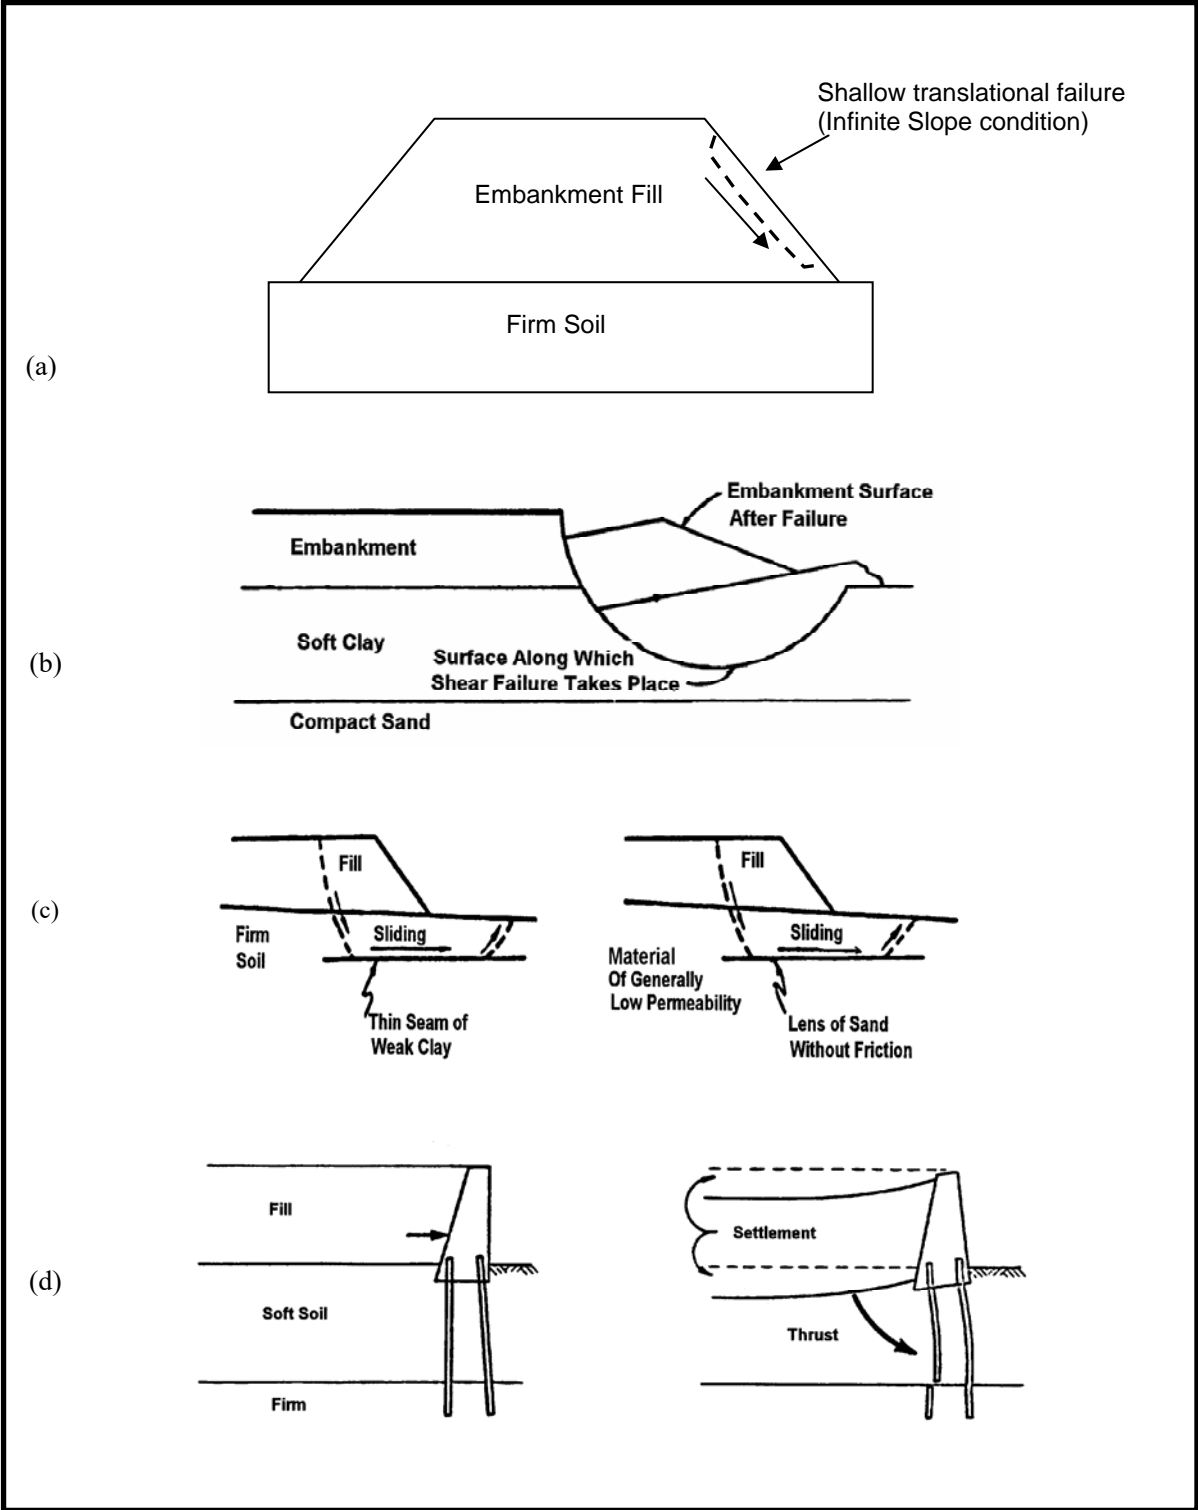 Shallow translational failure
(Infinite Slope condition)
Embankment Fill
Firm Soil
(a)
Embankment Surface
After Failure
Embankment
Soft Clay
Surface Along Which
Shear Failure Takes Place
(b)
Compact Sand
Fill
Firm
Soil
Sliding
Thin Seam of
Weak Clay
(c)
Fill
Sliding
Material
Of Generally
Low Permeability
Lens of Sand
Without Friction
Fill
Soft Soil
Firm
(d)
Settlement
Thrust